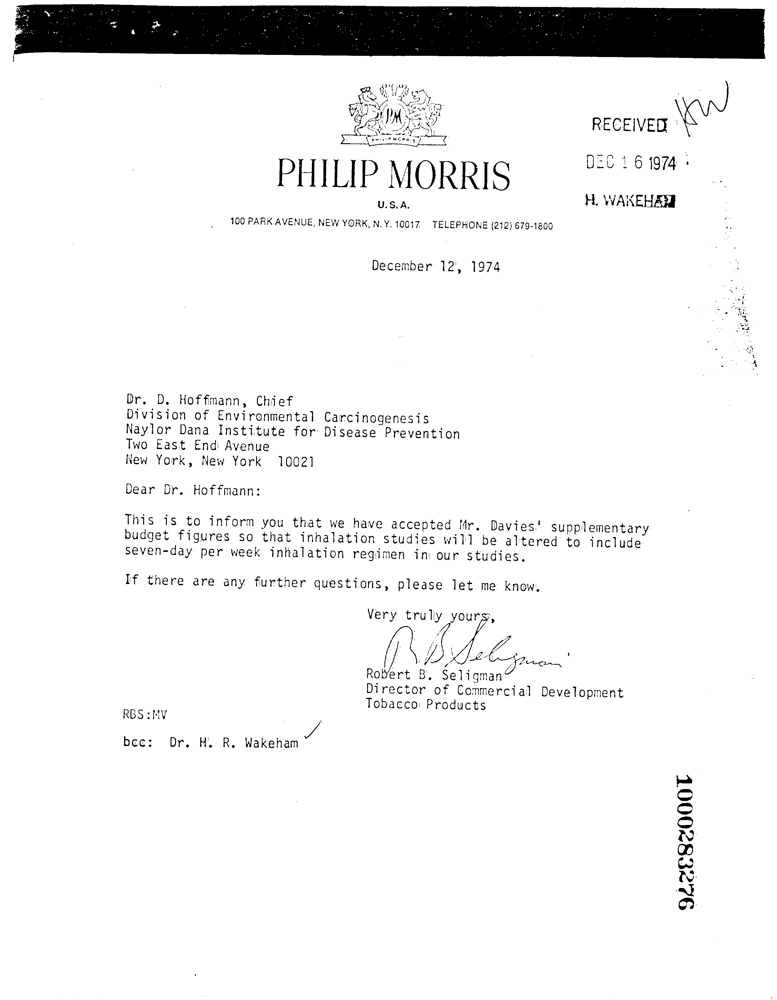 PM
PHILIP MORRIS
PHILIP MORRIS
U.S.A.
100 PARK AVENUE, NEW YORK, N.Y. 10017 TELEPHONE (212) 679-1800
RECEIVED
HW
DEC 16 1974
H. WAKEHAM
December 12, 1974
Dr. D. Hoffmann, Chief
Division of Environmental Carcinogenesis
Naylor Dana Institute for Disease Prevention
Two East End Avenue
New York, New York 10021
Dear Dr. Hoffmann:
This is to inform you that we have accepted Mr. Davies' supplementary
budget figures so that inhalation studies will be altered to include
seven-day per week inhalation regimen in our studies.
If there are any further questions, please let me know.
Very truly yours,
R B Seligman
Robert B. Seligman
Director of Commercial Development
Tobacco Products
RBS:MV
bcc: Dr. H. R. Wakeham
1000283276